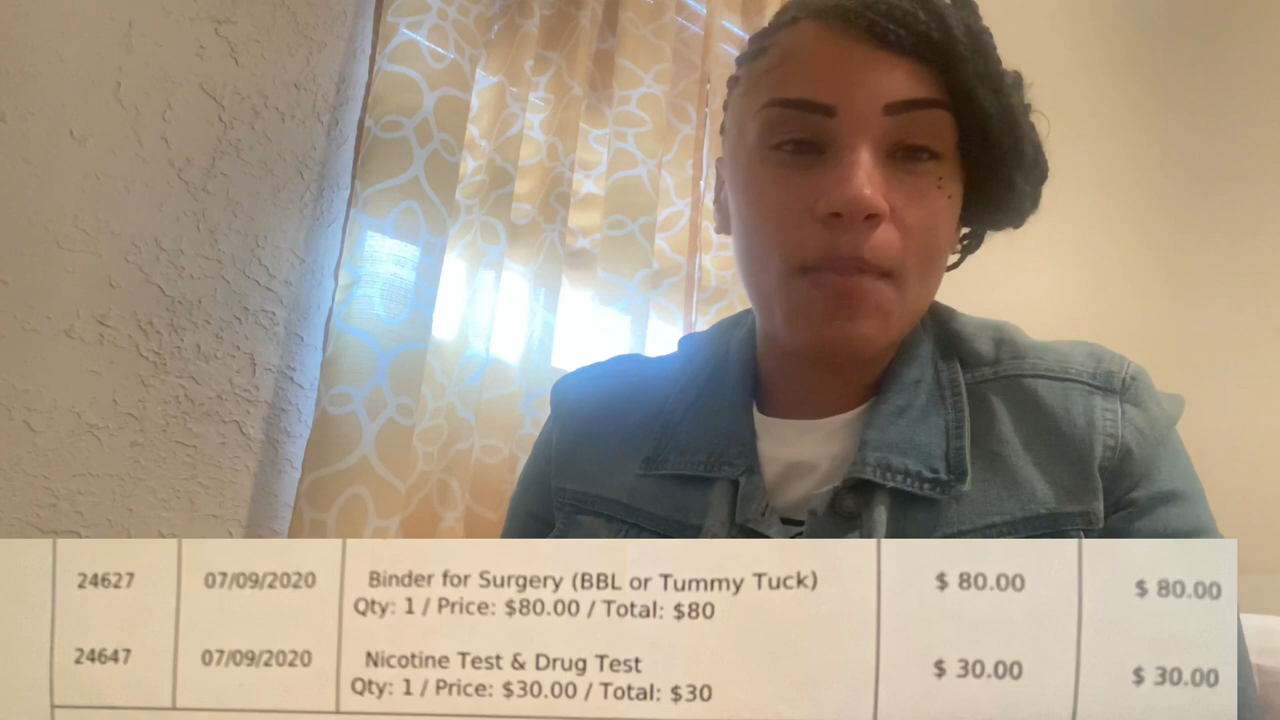 24627 07/09/2020 Binder for Surgery (BBL or Tummy Tuck) $ 80.00 $ 80.00
Qty: 1 / Price: $80.00 / Total: $80
24647 07/09/2020 Nicotine Test & Drug Test $ 30.00 $ 30.00
Qty: 1 / Price: $30.00 / Total: $30